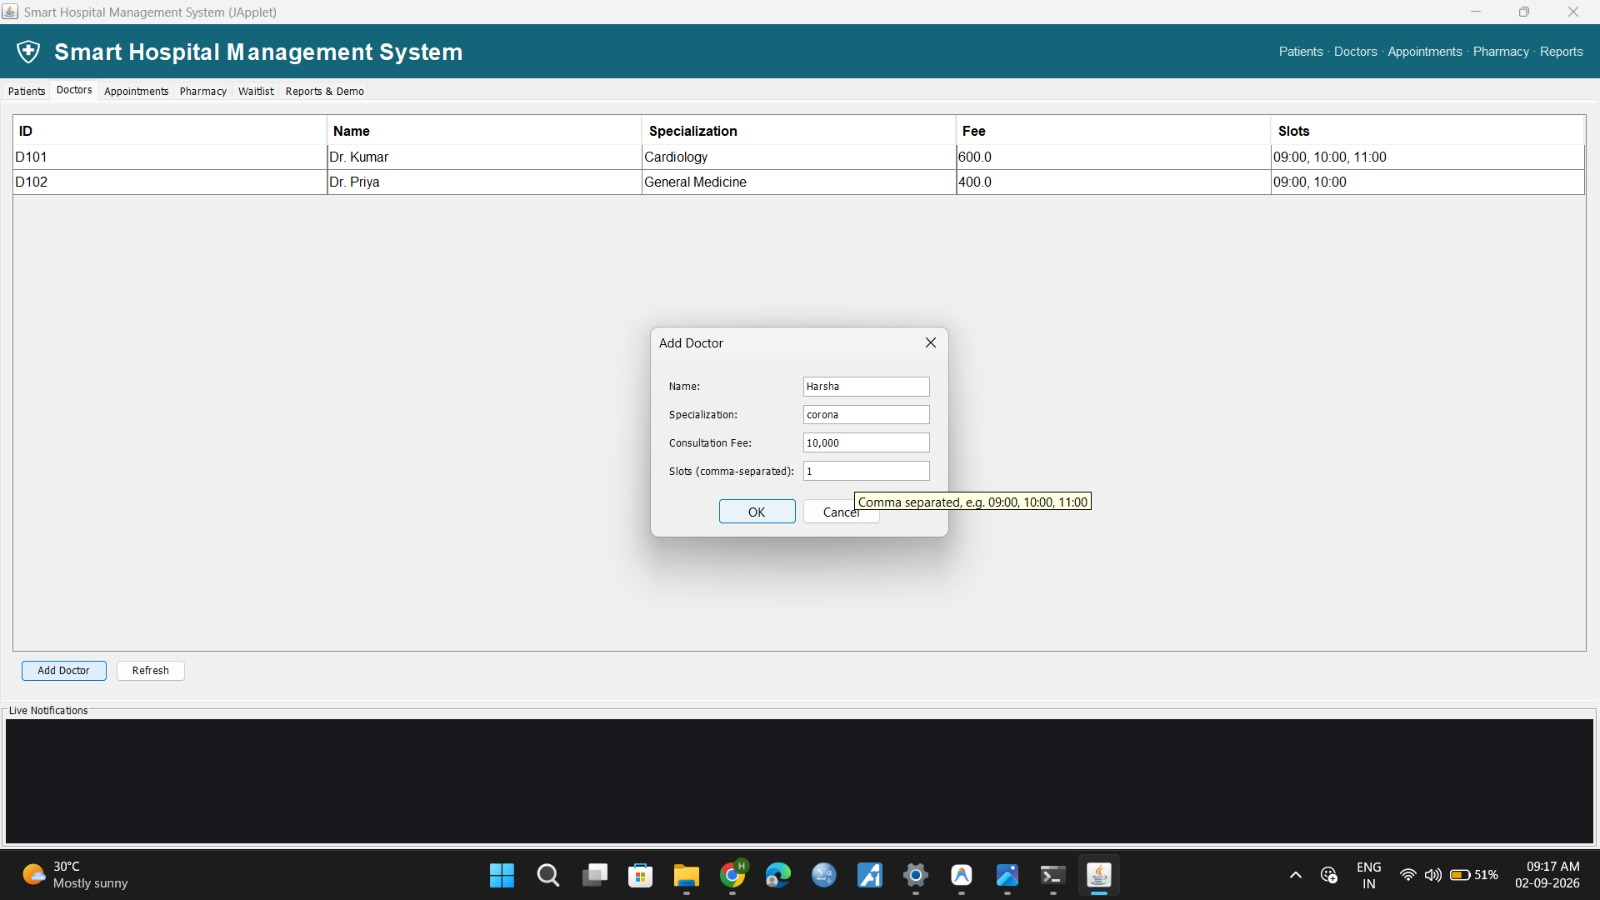 Smart Hospital Management System (JApplet)
Smart Hospital Management System
Patients · Doctors · Appointments · Pharmacy · Reports
Patients Doctors Appointments Pharmacy Waitlist Reports & Demo
ID Name Specialization Fee Slots
D101 Dr. Kumar Cardiology 600.0 09:00, 10:00, 11:00
D102 Dr. Priya General Medicine 400.0 09:00, 10:00
Add Doctor
Name: Harsha
Specialization: corona
Consultation Fee: 10,000
Slots (comma-separated): 1
Comma separated, e.g. 09:00, 10:00, 11:00
OK Cancel
Add Doctor Refresh
Live Notifications
30°C
Mostly sunny
H
ENG
IN
51%
09:17 AM
02-09-2026